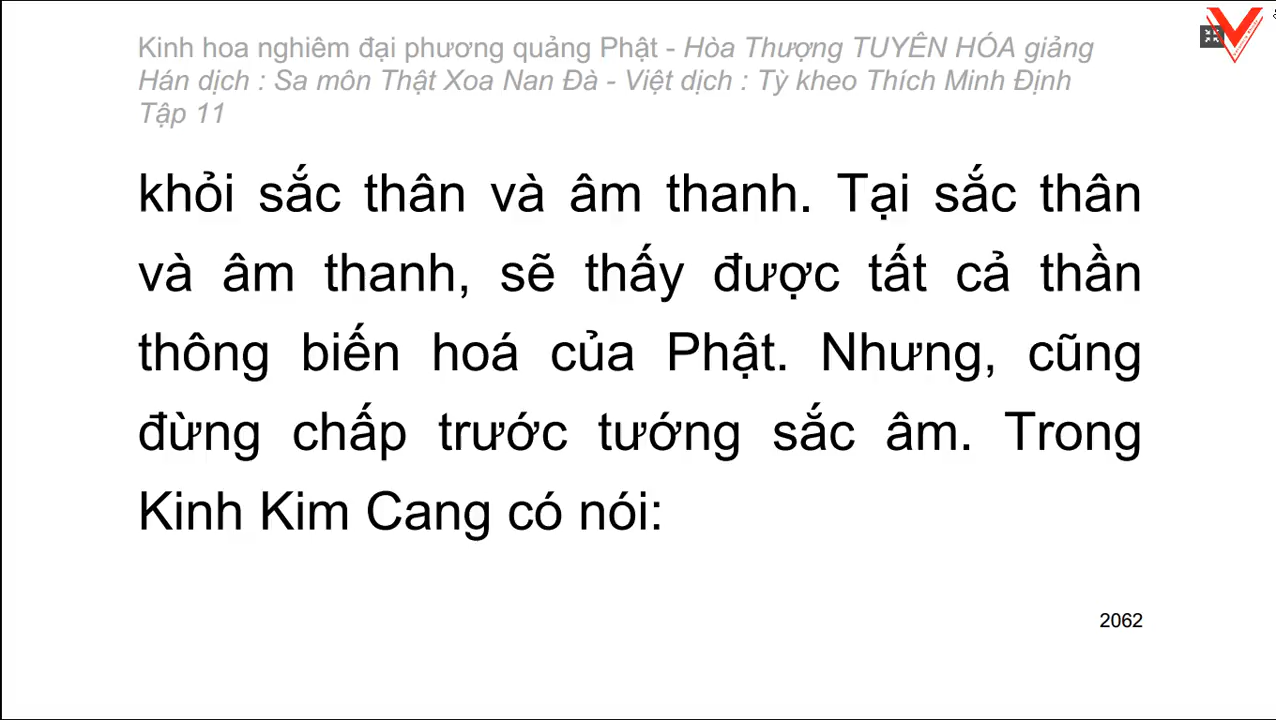 Kinh hoa nghiêm đại phương quảng Phật - Hòa Thượng TUYÊN HÓA giảng
Hán dịch : Sa môn Thật Xoa Nan Đà - Việt dịch : Tỳ kheo Thích Minh Định
Tập 11
khỏi sắc thân và âm thanh. Tại sắc thân
và âm thanh, sẽ thấy được tất cả thần
thông biến hoá của Phật. Nhưng, cũng
đừng chấp trước tướng sắc âm. Trong
Kinh Kim Cang có nói:
2062